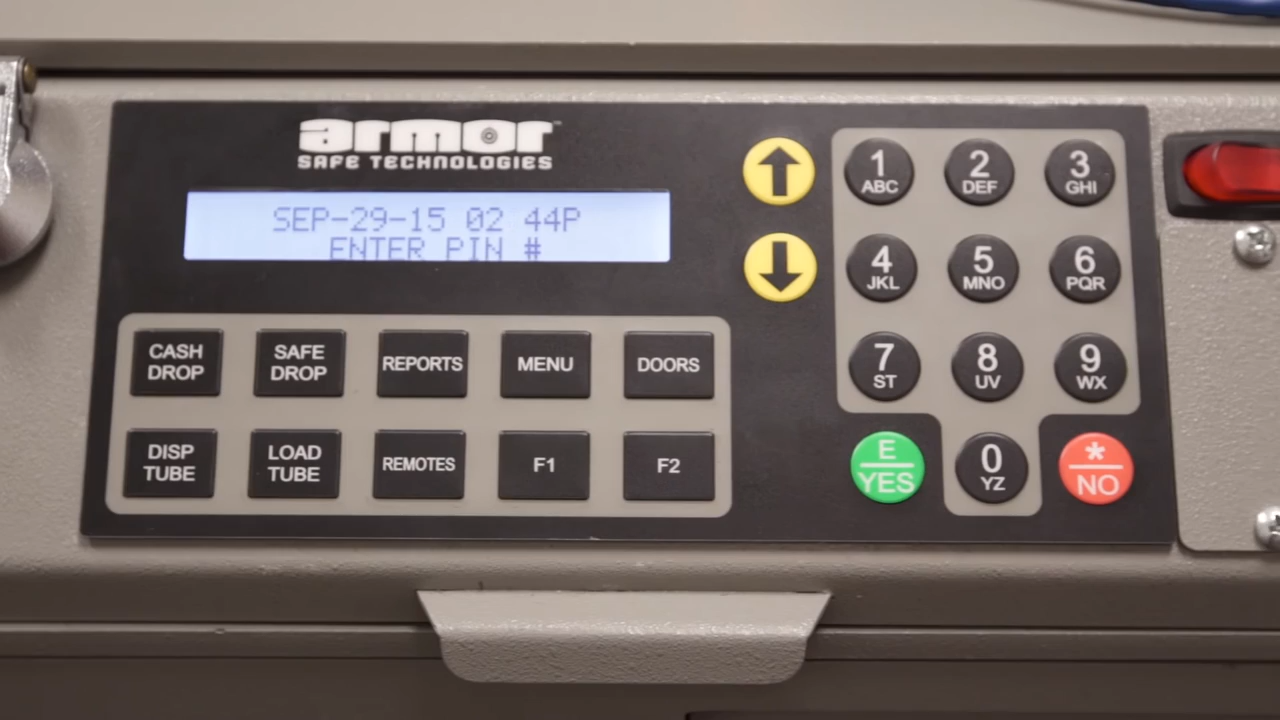 armor™
SAFE TECHNOLOGIES
SEP-29-15 02 44P
ENTER PIN #
CASH DROP
SAFE DROP
REPORTS
MENU
DOORS
DISP TUBE
LOAD TUBE
REMOTES
F1
F2
1 ABC
2 DEF
3 GHI
4 JKL
5 MNO
6 PQR
7 ST
8 UV
9 WX
E YES
0 YZ
* NO